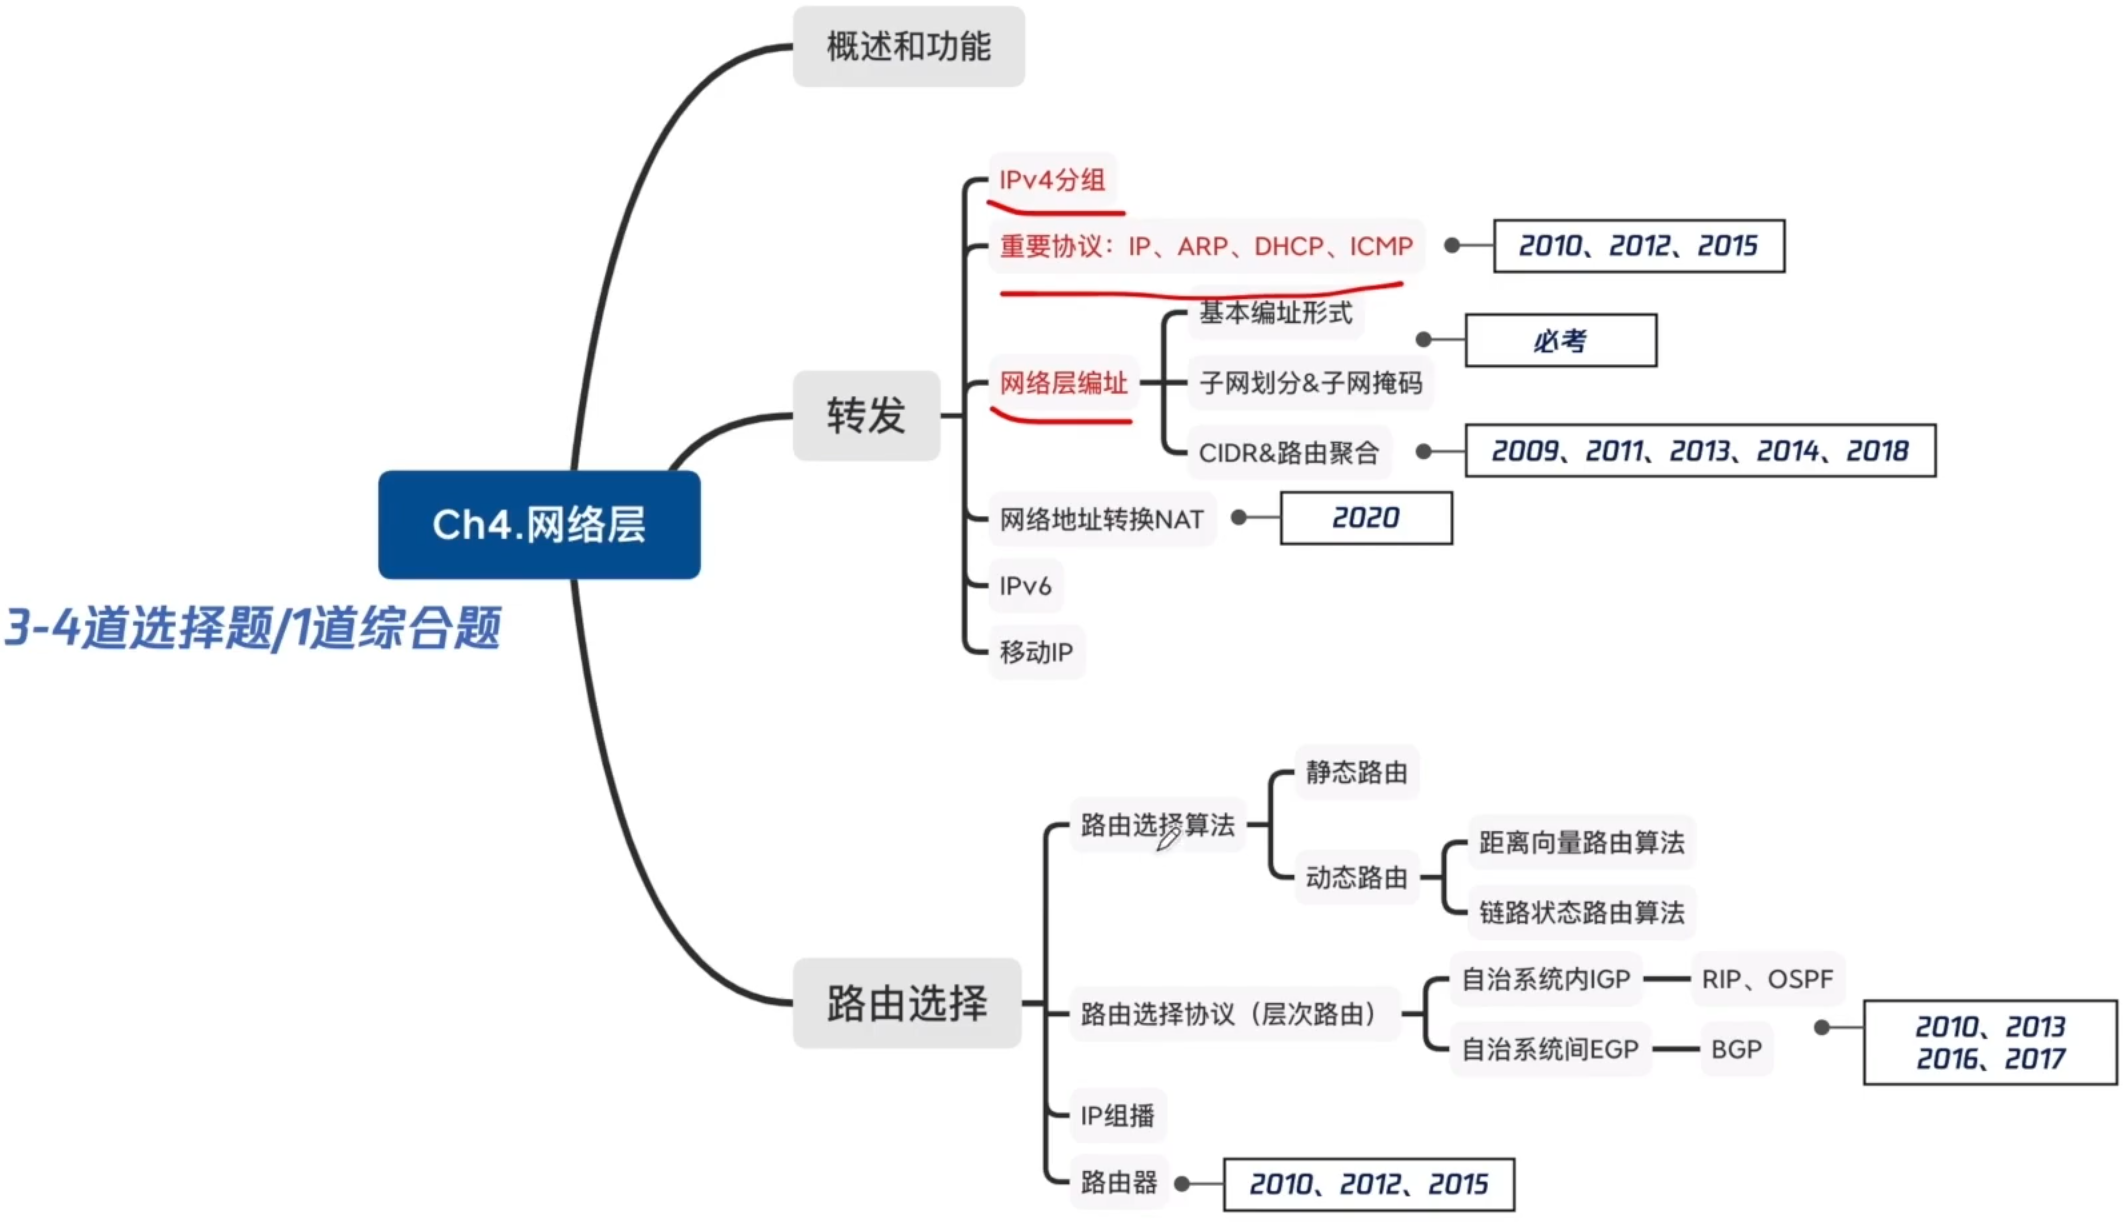 概述和功能
IPv4分组
重要协议：IP、ARP、DHCP、ICMP
2010、2012、2015
基本编址形式
必考
网络层编址
子网划分&子网掩码
转发
CIDR&路由聚合
2009、2011、2013、2014、2018
Ch4.网络层
网络地址转换NAT
2020
IPv6
3-4道选择题/1道综合题
移动IP
静态路由
路由选择算法
距离向量路由算法
动态路由
链路状态路由算法
自治系统内IGP
RIP、OSPF
路由选择
路由选择协议（层次路由）
2010、2013
2016、2017
自治系统间EGP
BGP
IP组播
路由器
2010、2012、2015